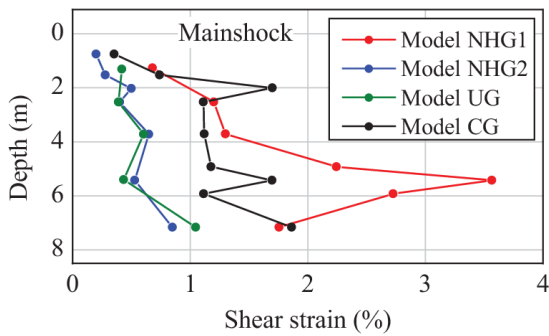 Mainshock
Model NHG1
Model NHG2
Model UG
Model CG
0
2
4
6
8
Depth (m)
0 1 2 3 4
Shear strain (%)